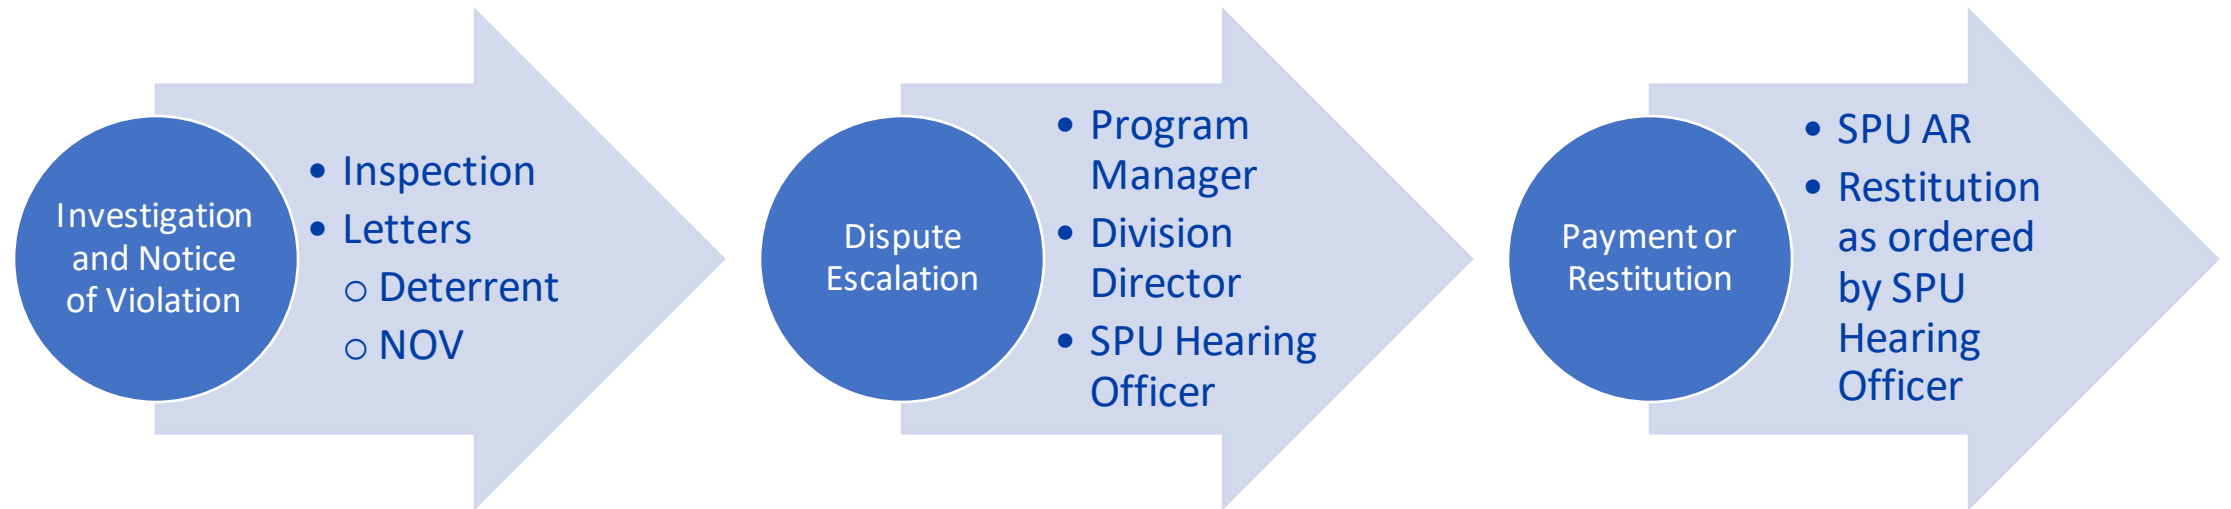 Investigation
and Notice
of Violation
• Inspection
• Letters
o Deterrent
o NOV
Dispute
Escalation
• Program
Manager
• Division
Director
• SPU Hearing
Officer
Payment or
Restitution
• SPU AR
• Restitution
as ordered
by SPU
Hearing
Officer